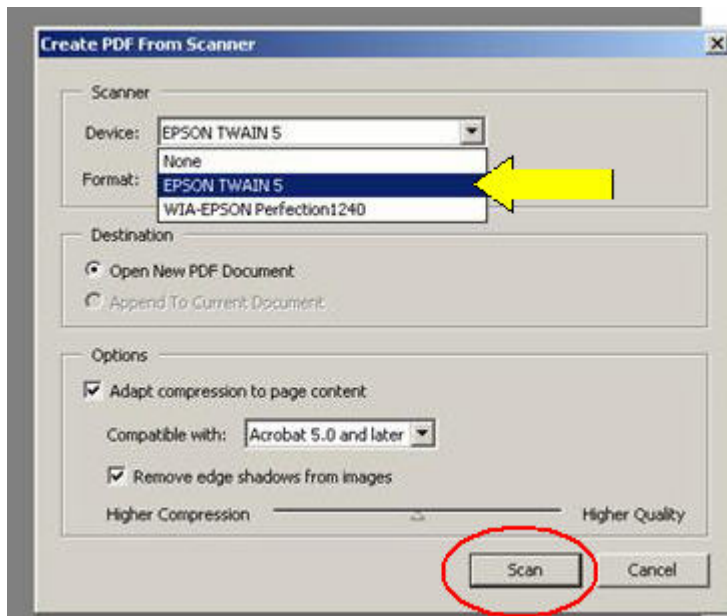 Create PDF From Scanner
Scanner
Device: EPSON TWAIN 5
None
Format: EPSON TWAIN 5
WIA-EPSON Perfection1240
Destination
Open New PDF Document
Append To Current Document
Options
Adapt compression to page content
Compatible with: Acrobat 5.0 and later
Remove edge shadows from images
Higher Compression Higher Quality
Scan Cancel